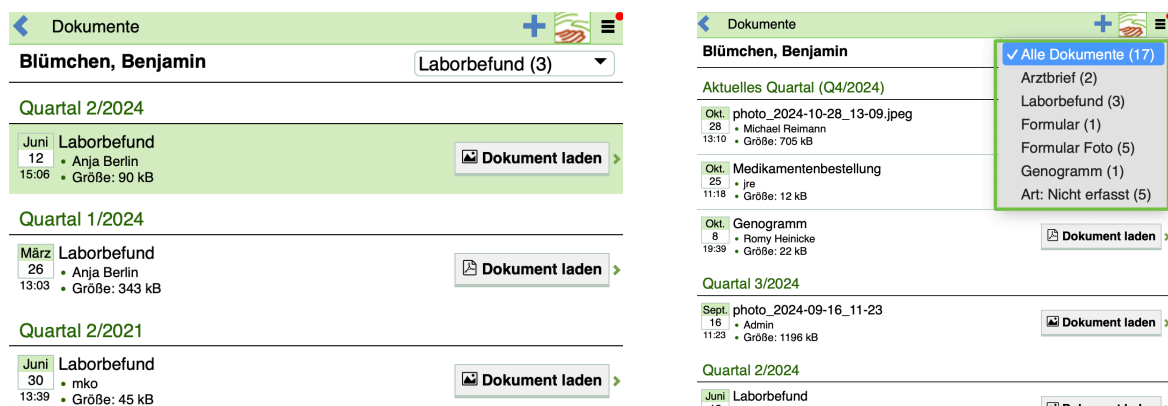 Dokumente
Blümchen, Benjamin
Laborbefund (3)
Quartal 2/2024
Juni
12
15:06
Laborbefund
• Anja Berlin
• Größe: 90 kB
Dokument laden
Quartal 1/2024
März
26
13:03
Laborbefund
• Anja Berlin
• Größe: 343 kB
Dokument laden
Quartal 2/2021
Juni
30
13:39
Laborbefund
• mko
• Größe: 45 kB
Dokument laden
Dokumente
Blümchen, Benjamin
✓ Alle Dokumente (17)
Arztbrief (2)
Laborbefund (3)
Formular (1)
Formular Foto (5)
Genogramm (1)
Art: Nicht erfasst (5)
Aktuelles Quartal (Q4/2024)
Okt.
28
13:10
photo_2024-10-28_13-09.jpeg
• Michael Reimann
• Größe: 705 kB
Okt.
25
11:18
Medikamentenbestellung
• jre
• Größe: 12 kB
Okt.
8
19:39
Genogramm
• Romy Heinicke
• Größe: 22 kB
Dokument laden
Quartal 3/2024
Sept.
16
11:23
photo_2024-09-16_11-23
• Admin
• Größe: 1196 kB
Dokument laden
Quartal 2/2024
Juni
Laborbefund